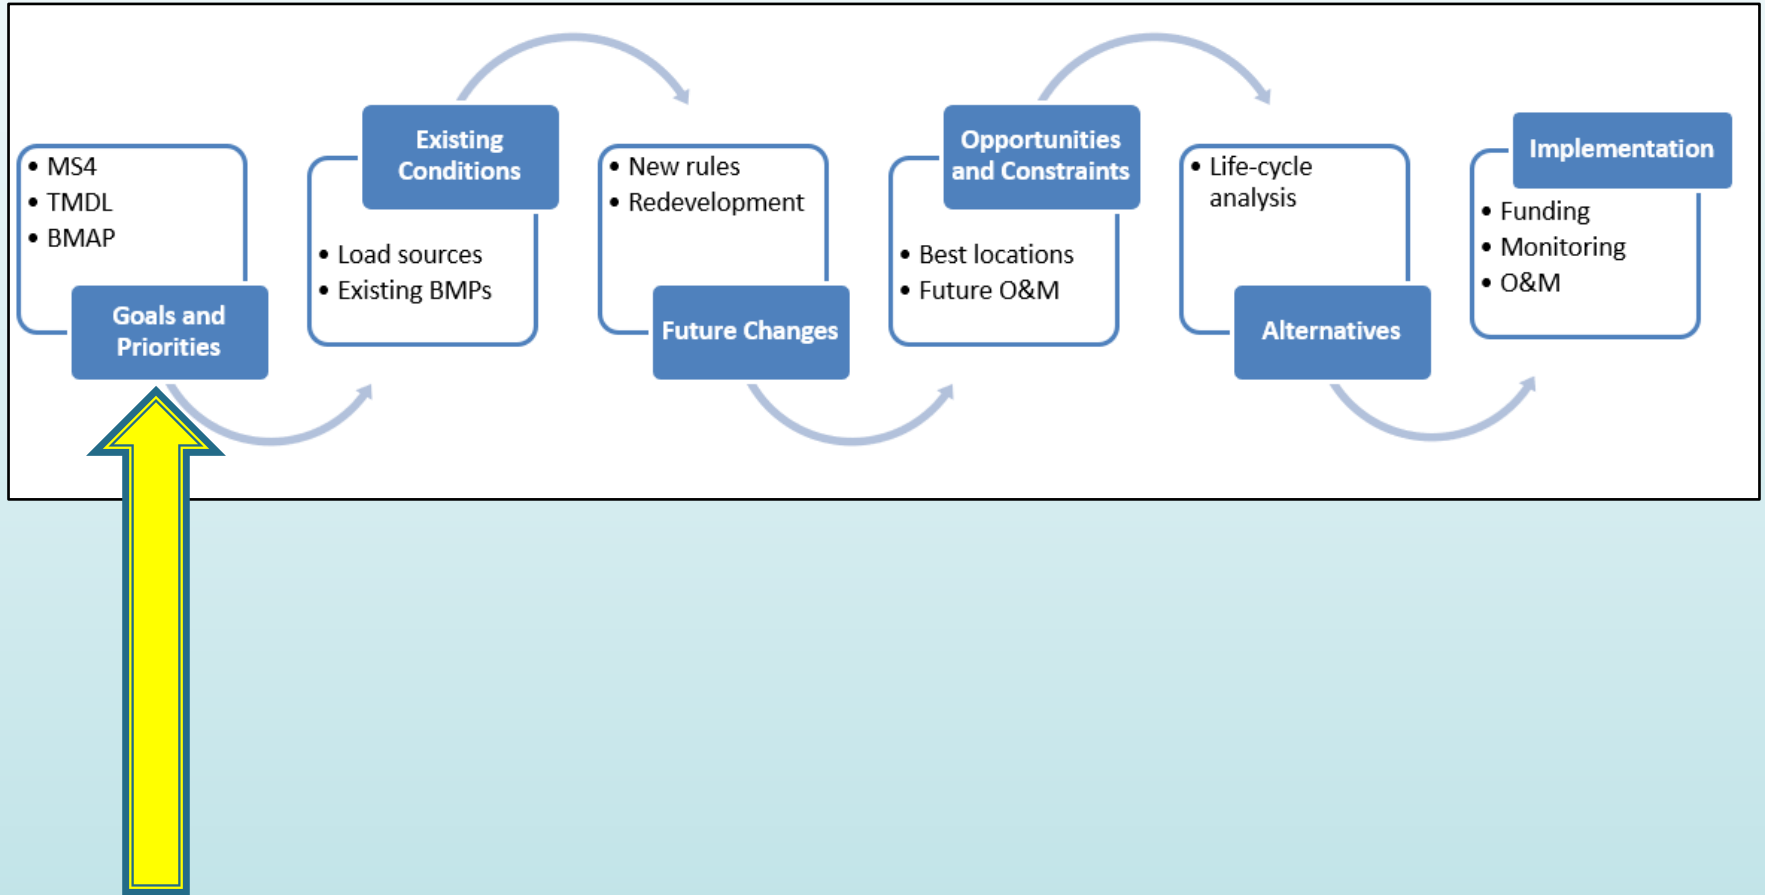 • MS4
• TMDL
• BMAP
Goals and
Priorities
Existing
Conditions
• Load sources
• Existing BMPs
• New rules
• Redevelopment
Future Changes
Opportunities
and Constraints
• Best locations
• Future O&M
• Life-cycle
analysis
Alternatives
Implementation
• Funding
• Monitoring
• O&M